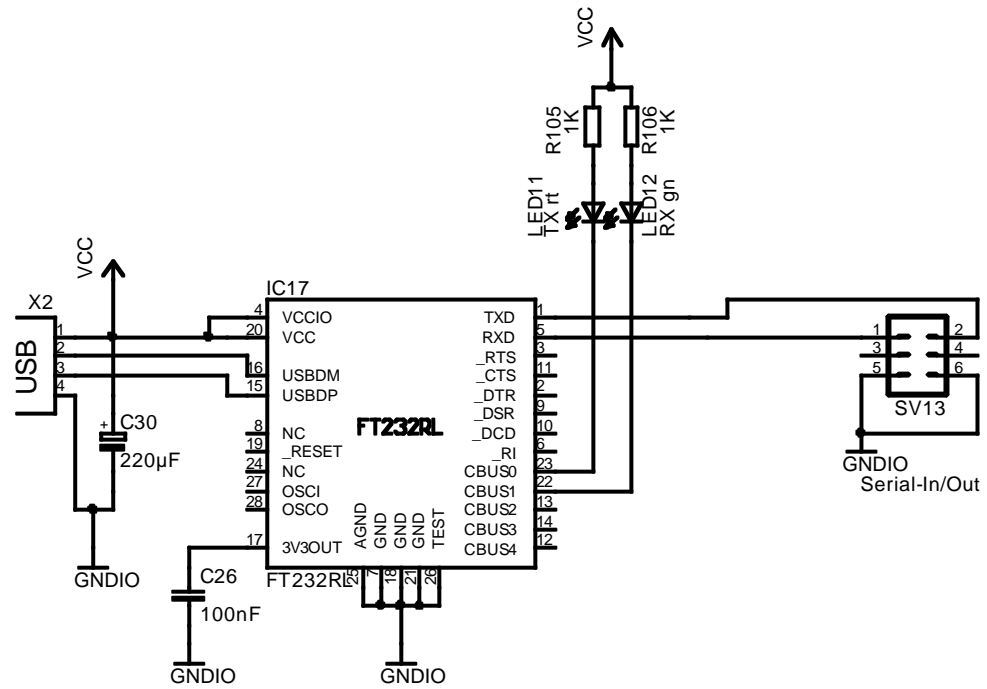 VCC
R105
1K
R106
1K
LED11
TX rt
LED12
RX gn
VCC
X2
USB
1
2
3
4
+
C30
220µF
GNDIO
IC17
4 VCCIO
20 VCC
16 USBDM
15 USBDP
8 NC
19 _RESET
24 NC
27 OSCI
28 OSCO
17 3V3OUT
FT232RL
TXD 1
RXD 5
_RTS 3
_CTS 11
_DTR 2
_DSR 9
_DCD 10
_RI 6
CBUS0 23
CBUS1 22
CBUS2 13
CBUS3 14
CBUS4 12
AGND 25
GND 7
GND 18
GND 21
TEST 26
FT232RL
C26
100nF
GNDIO
GNDIO
1 2
3 4
5 6
SV13
GNDIO
Serial-In/Out